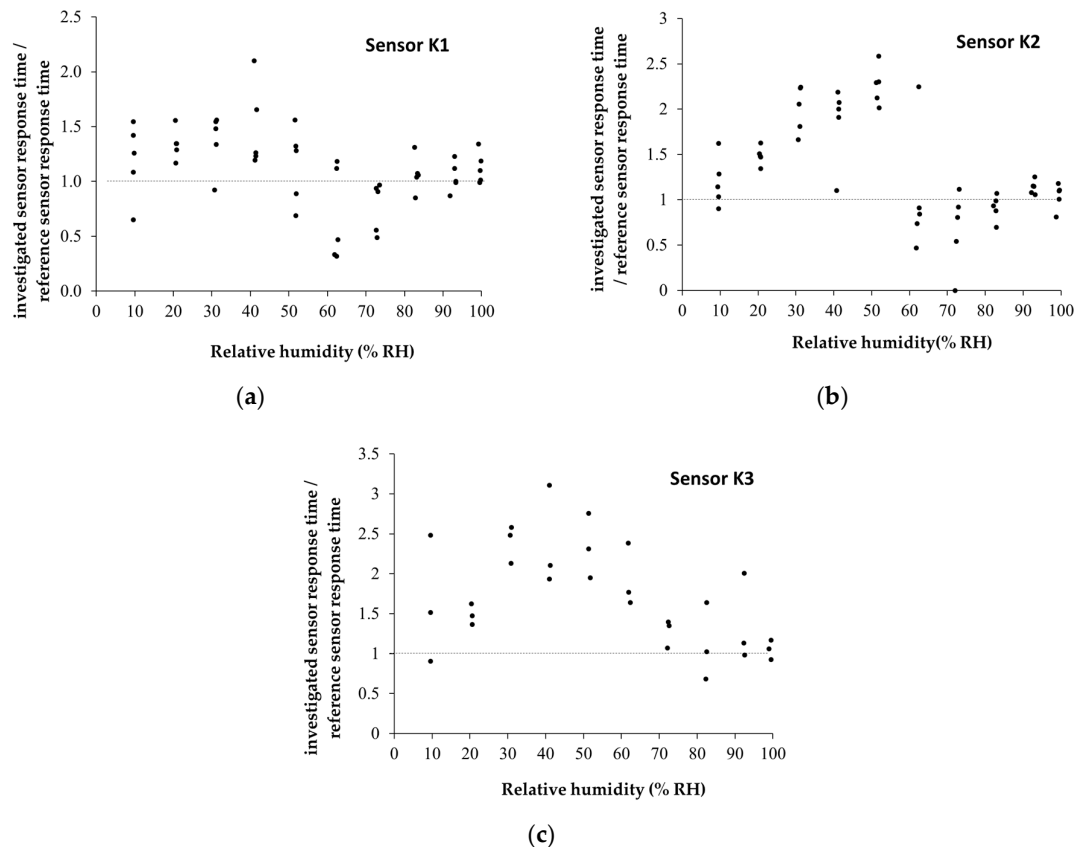 Sensor K1
investigated sensor response time /
reference sensor response time
2.5
2.0
1.5
1.0
0.5
0.0
0 10 20 30 40 50 60 70 80 90 100
Relative humidity (% RH)
(a)
Sensor K2
investigated sensor response time
/ reference sensor response time
3
2.5
2
1.5
1
0.5
0
0 10 20 30 40 50 60 70 80 90 100
Relative humidity(% RH)
(b)
Sensor K3
investigated sensor response time /
reference sensor response time
3.5
3
2.5
2
1.5
1
0.5
0
0 10 20 30 40 50 60 70 80 90 100
Relative humidity (% RH)
(c)